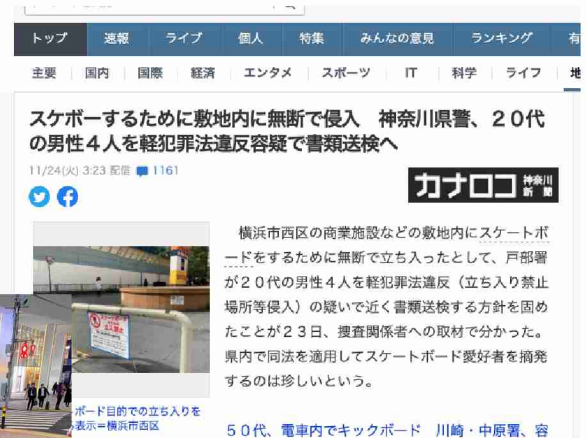 トップ 速報 ライブ 個人 特集 みんなの意見 ランキング 有
主要 国内 国際 経済 エンタメ スポーツ IT 科学 ライフ 地
スケボーするために敷地内に無断で侵入　神奈川県警、２０代
の男性４人を軽犯罪法違反容疑で書類送検へ
11/24(火) 3:23 配信 1161
カナロコ 神奈川新聞
横浜市西区の商業施設などの敷地内にスケートボ
ードをするために無断で立ち入ったとして、戸部署
が２０代の男性４人を軽犯罪法違反（立ち入り禁止
場所等侵入）の疑いで近く書類送検する方針を固め
たことが２３日、捜査関係者への取材で分かった。
県内で同法を適用してスケートボード愛好者を摘発
するのは珍しいという。
ボード目的での立ち入りを
表示＝横浜市西区
５０代、電車内でキックボード　川崎・中原署、容